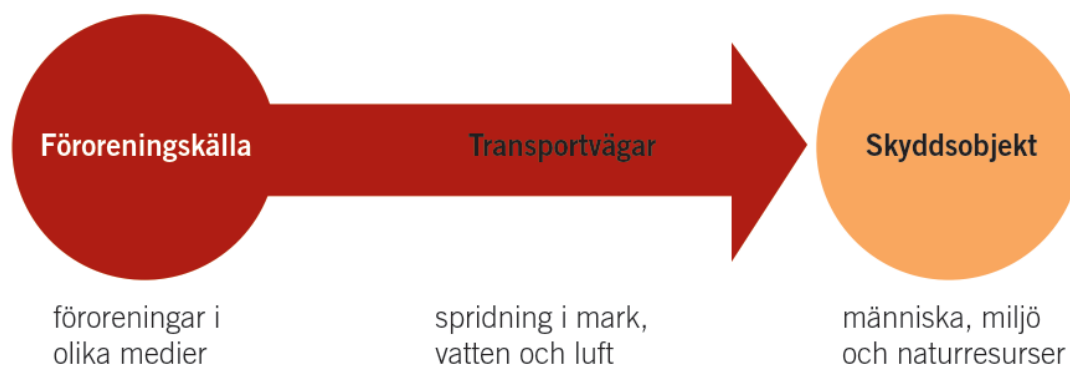 Föroreningskälla
Transportvägar
Skyddsobjekt
föroreningar i
olika medier
spridning i mark,
vatten och luft
människa, miljö
och naturresurser